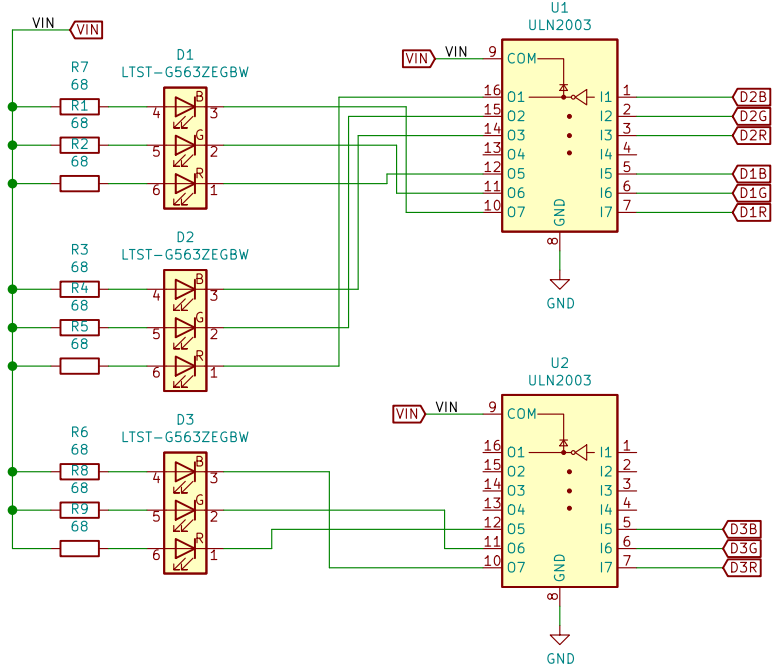 VIN
VIN
R7
68
R1
68
R2
68
D1
LTST-G563ZEGBW
B
G
R
4
5
6
3
2
1
R3
68
R4
68
R5
68
D2
LTST-G563ZEGBW
B
G
R
4
5
6
3
2
1
R6
68
R8
68
R9
68
D3
LTST-G563ZEGBW
B
G
R
4
5
6
3
2
1
U1
ULN2003
VIN
VIN
9
COM
16
O1
15
O2
14
O3
13
O4
12
O5
11
O6
10
O7
I1
1
D2B
I2
2
D2G
I3
3
D2R
I4
4
I5
5
D1B
I6
6
D1G
I7
7
D1R
GND
8
GND
U2
ULN2003
VIN
VIN
9
COM
16
O1
15
O2
14
O3
13
O4
12
O5
11
O6
10
O7
I1
1
I2
2
I3
3
I4
4
I5
5
D3B
I6
6
D3G
I7
7
D3R
GND
8
GND